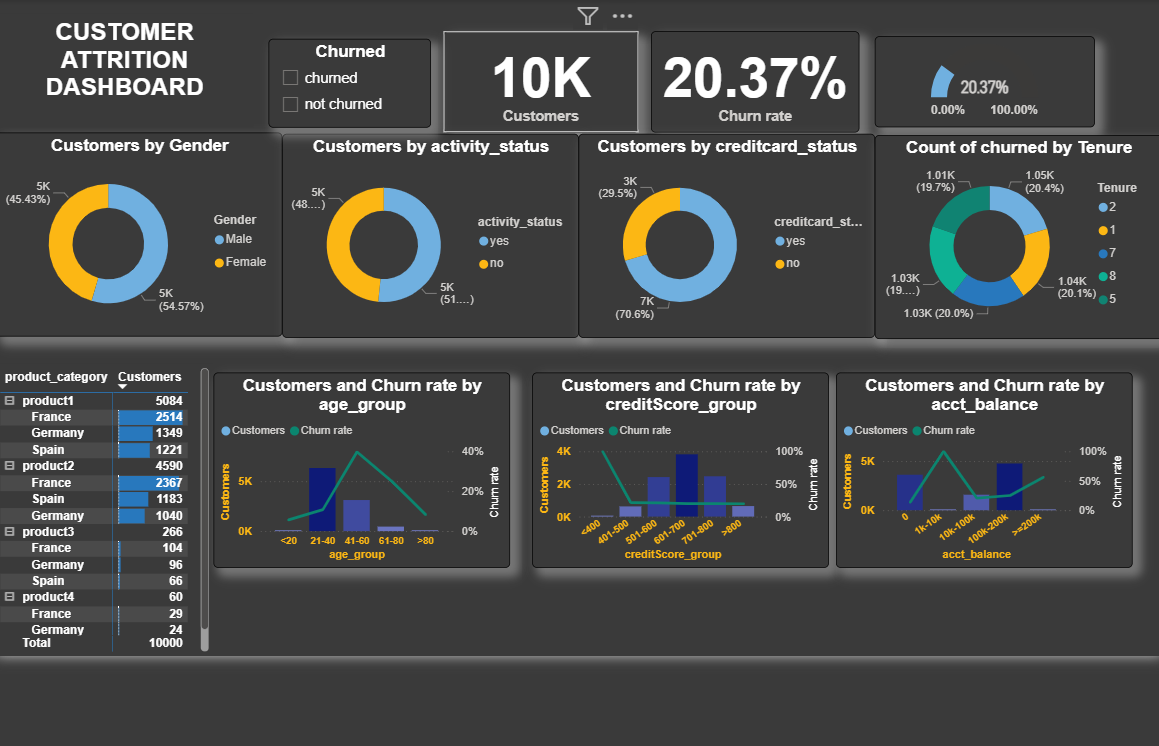 CUSTOMER
ATTRITION
DASHBOARD
Churned
churned
not churned
10K
Customers
20.37%
Churn rate
20.37%
0.00%
100.00%
Customers by Gender
5K
(45.43%)
5K
(54.57%)
Gender
Male
Female
Customers by activity_status
5K
(48....)
5K
(51....)
activity_status
yes
no
Customers by creditcard_status
3K
(29.5%)
7K
(70.6%)
creditcard_st...
yes
no
Count of churned by Tenure
1.01K
(19.7%)
1.05K
(20.4%)
1.03K
(19....)
1.04K
(20.1%)
1.03K (20.0%)
Tenure
2
1
7
8
5
product_category Customers
product1 5084
France 2514
Germany 1349
Spain 1221
product2 4590
France 2367
Spain 1183
Germany 1040
product3 266
France 104
Germany 96
Spain 66
product4 60
France 29
Germany 24
Total 10000
Customers and Churn rate by
age_group
Customers Churn rate
Customers
5K
0K
40%
20%
0%
Churn rate
<20 21-40 41-60 61-80 >80
age_group
Customers and Churn rate by
creditScore_group
Customers Churn rate
Customers
4K
2K
0K
100%
50%
0%
Churn rate
<400 401-500 501-600 601-700 701-800 >800
creditScore_group
Customers and Churn rate by
acct_balance
Customers Churn rate
Customers
5K
0K
100%
50%
0%
Churn rate
0 1k-10k 10k-100k 100k-200k >=200k
acct_balance